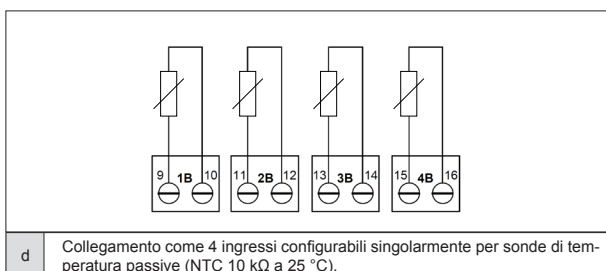 9 1B 10 11 2B 12 13 3B 14 15 4B 16
d
Collegamento come 4 ingressi configurabili singolarmente per sonde di tem-
peratura passive (NTC 10 kΩ a 25 °C).